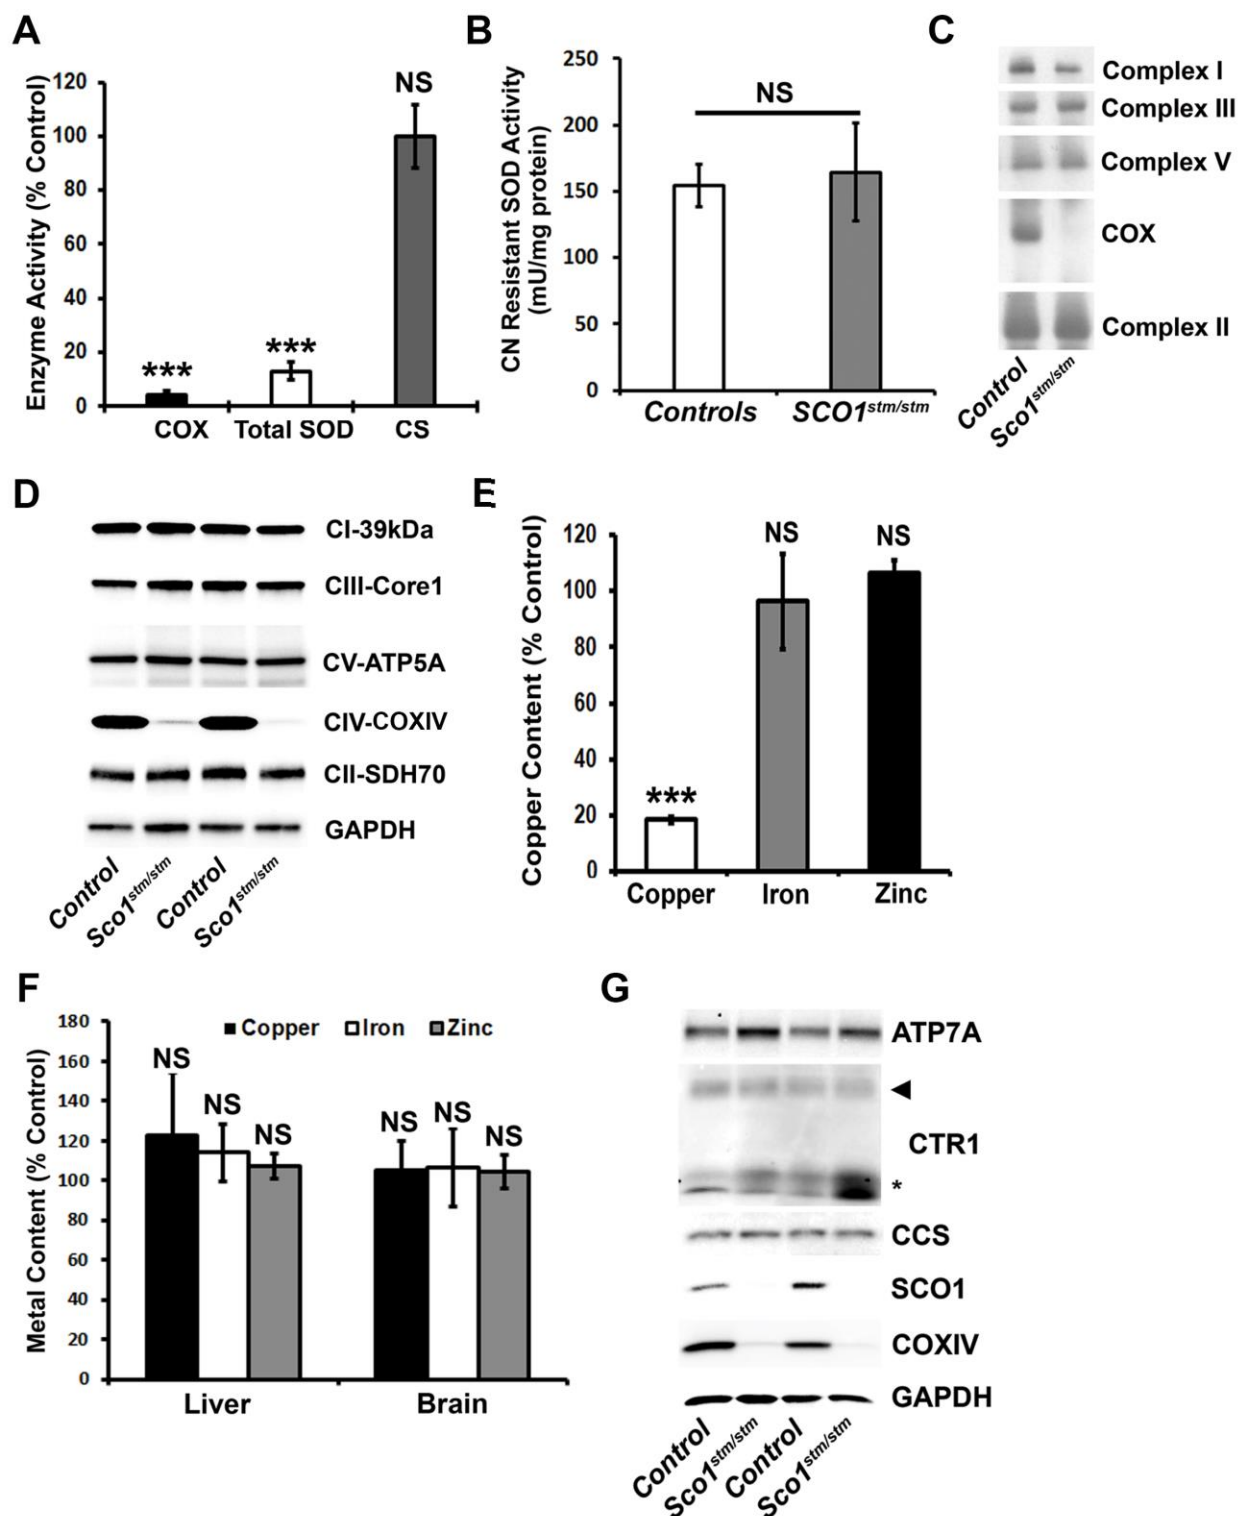 A
Enzyme Activity (% Control)
120
100
80
60
40
20
0
***
***
NS
COX
Total SOD
CS
B
CN Resistant SOD Activity
(mU/mg protein)
250
200
150
100
50
0
NS
Controls
SCO1stm/stm
C
Complex I
Complex III
Complex V
COX
Complex II
Control
Sco1stm/stm
D
CI-39kDa
CIII-Core1
CV-ATP5A
CIV-COXIV
CII-SDH70
GAPDH
Control
Sco1stm/stm
Control
Sco1stm/stm
E
Copper Content (% Control)
120
100
80
60
40
20
0
***
NS
NS
Copper
Iron
Zinc
F
Metal Content (% Control)
180
160
140
120
100
80
60
40
20
0
Copper
Iron
Zinc
NS
NS
NS
NS
NS
NS
Liver
Brain
G
ATP7A
CTR1
*
CCS
SCO1
COXIV
GAPDH
Control
Sco1stm/stm
Control
Sco1stm/stm